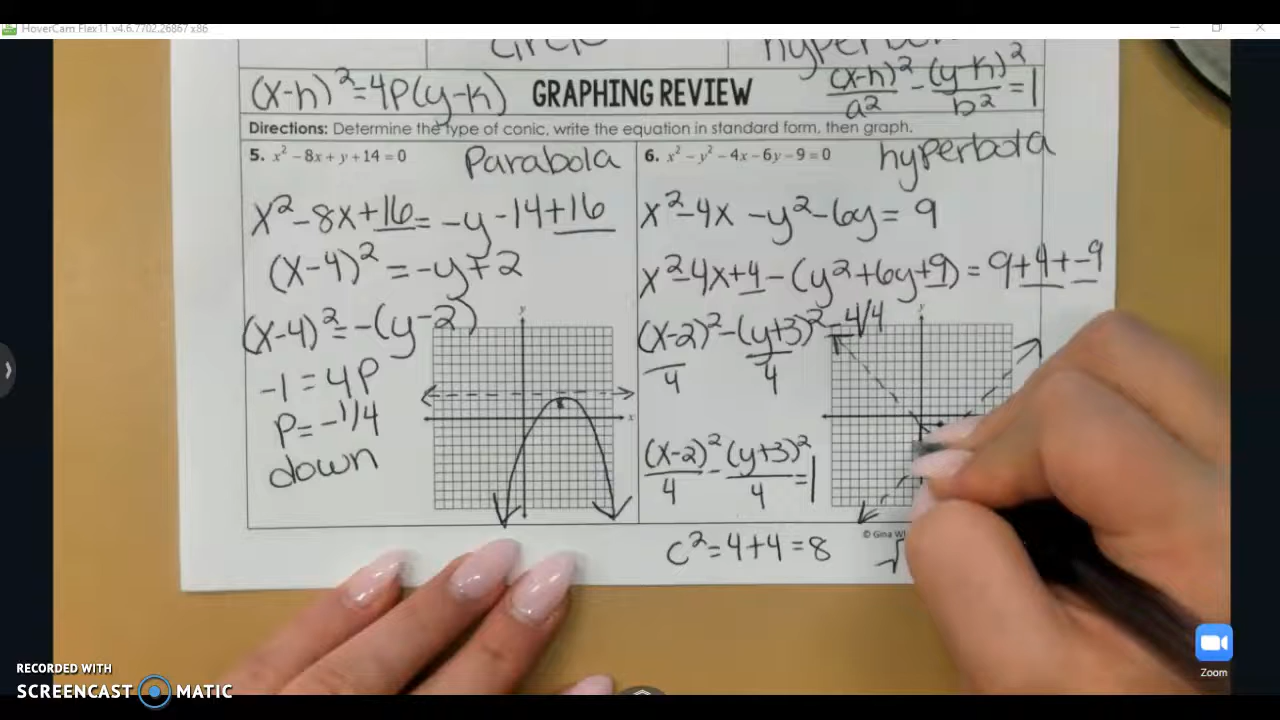 HoverCam Flex11 v4.6.7702.26867 x86
circle
(x-h)²=4P(y-k)
GRAPHING REVIEW
(x-h)²/a² - (y-k)²/b² =1
Directions: Determine the type of conic, write the equation in standard form, then graph.
5. x² − 8x + y + 14 = 0
Parabola
x²-8x+16=-y-14+16
(x-4)²=-y+2
(x-4)²=-(y-2)
-1=4P
P=-1/4
down
y
x
6. x² − y² − 4x − 6y − 9 = 0
hyperbola
x²-4x -y²-6y=9
x²-4x+4-(y²+6y+9)=9+4+-9
(x-2)²/4 -(y+3)²/4 =4/4
(x-2)²/4 - (y+3)²/4 =1
y
c²=4+4=8
© Gina
RECORDED WITH
SCREENCAST MATIC
Zoom